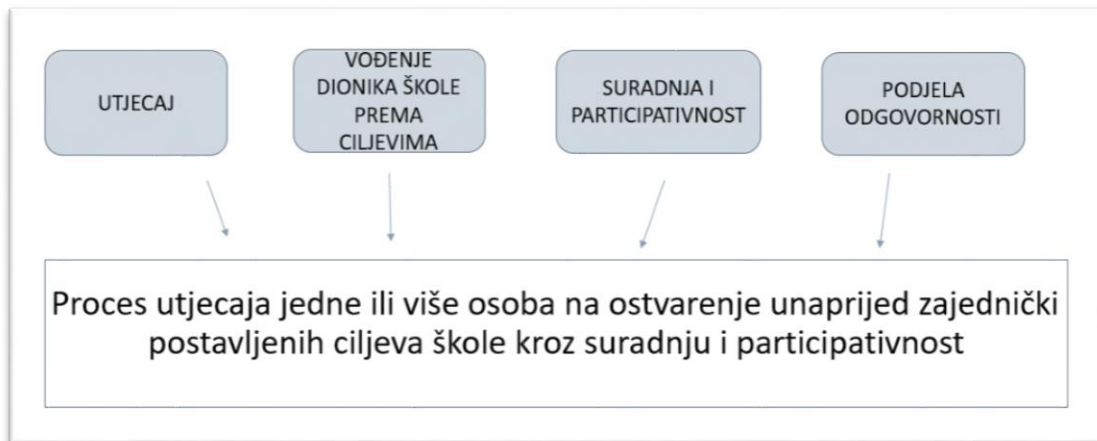 UTJECAJ
VOĐENJE
DIONIKA ŠKOLE
PREMA
CILJEVIMA
SURADNJA I
PARTICIPATIVNOST
PODJELA
ODGOVORNOSTI
Proces utjecaja jedne ili više osoba na ostvarenje unaprijed zajednički
postavljenih ciljeva škole kroz suradnju i participativnost